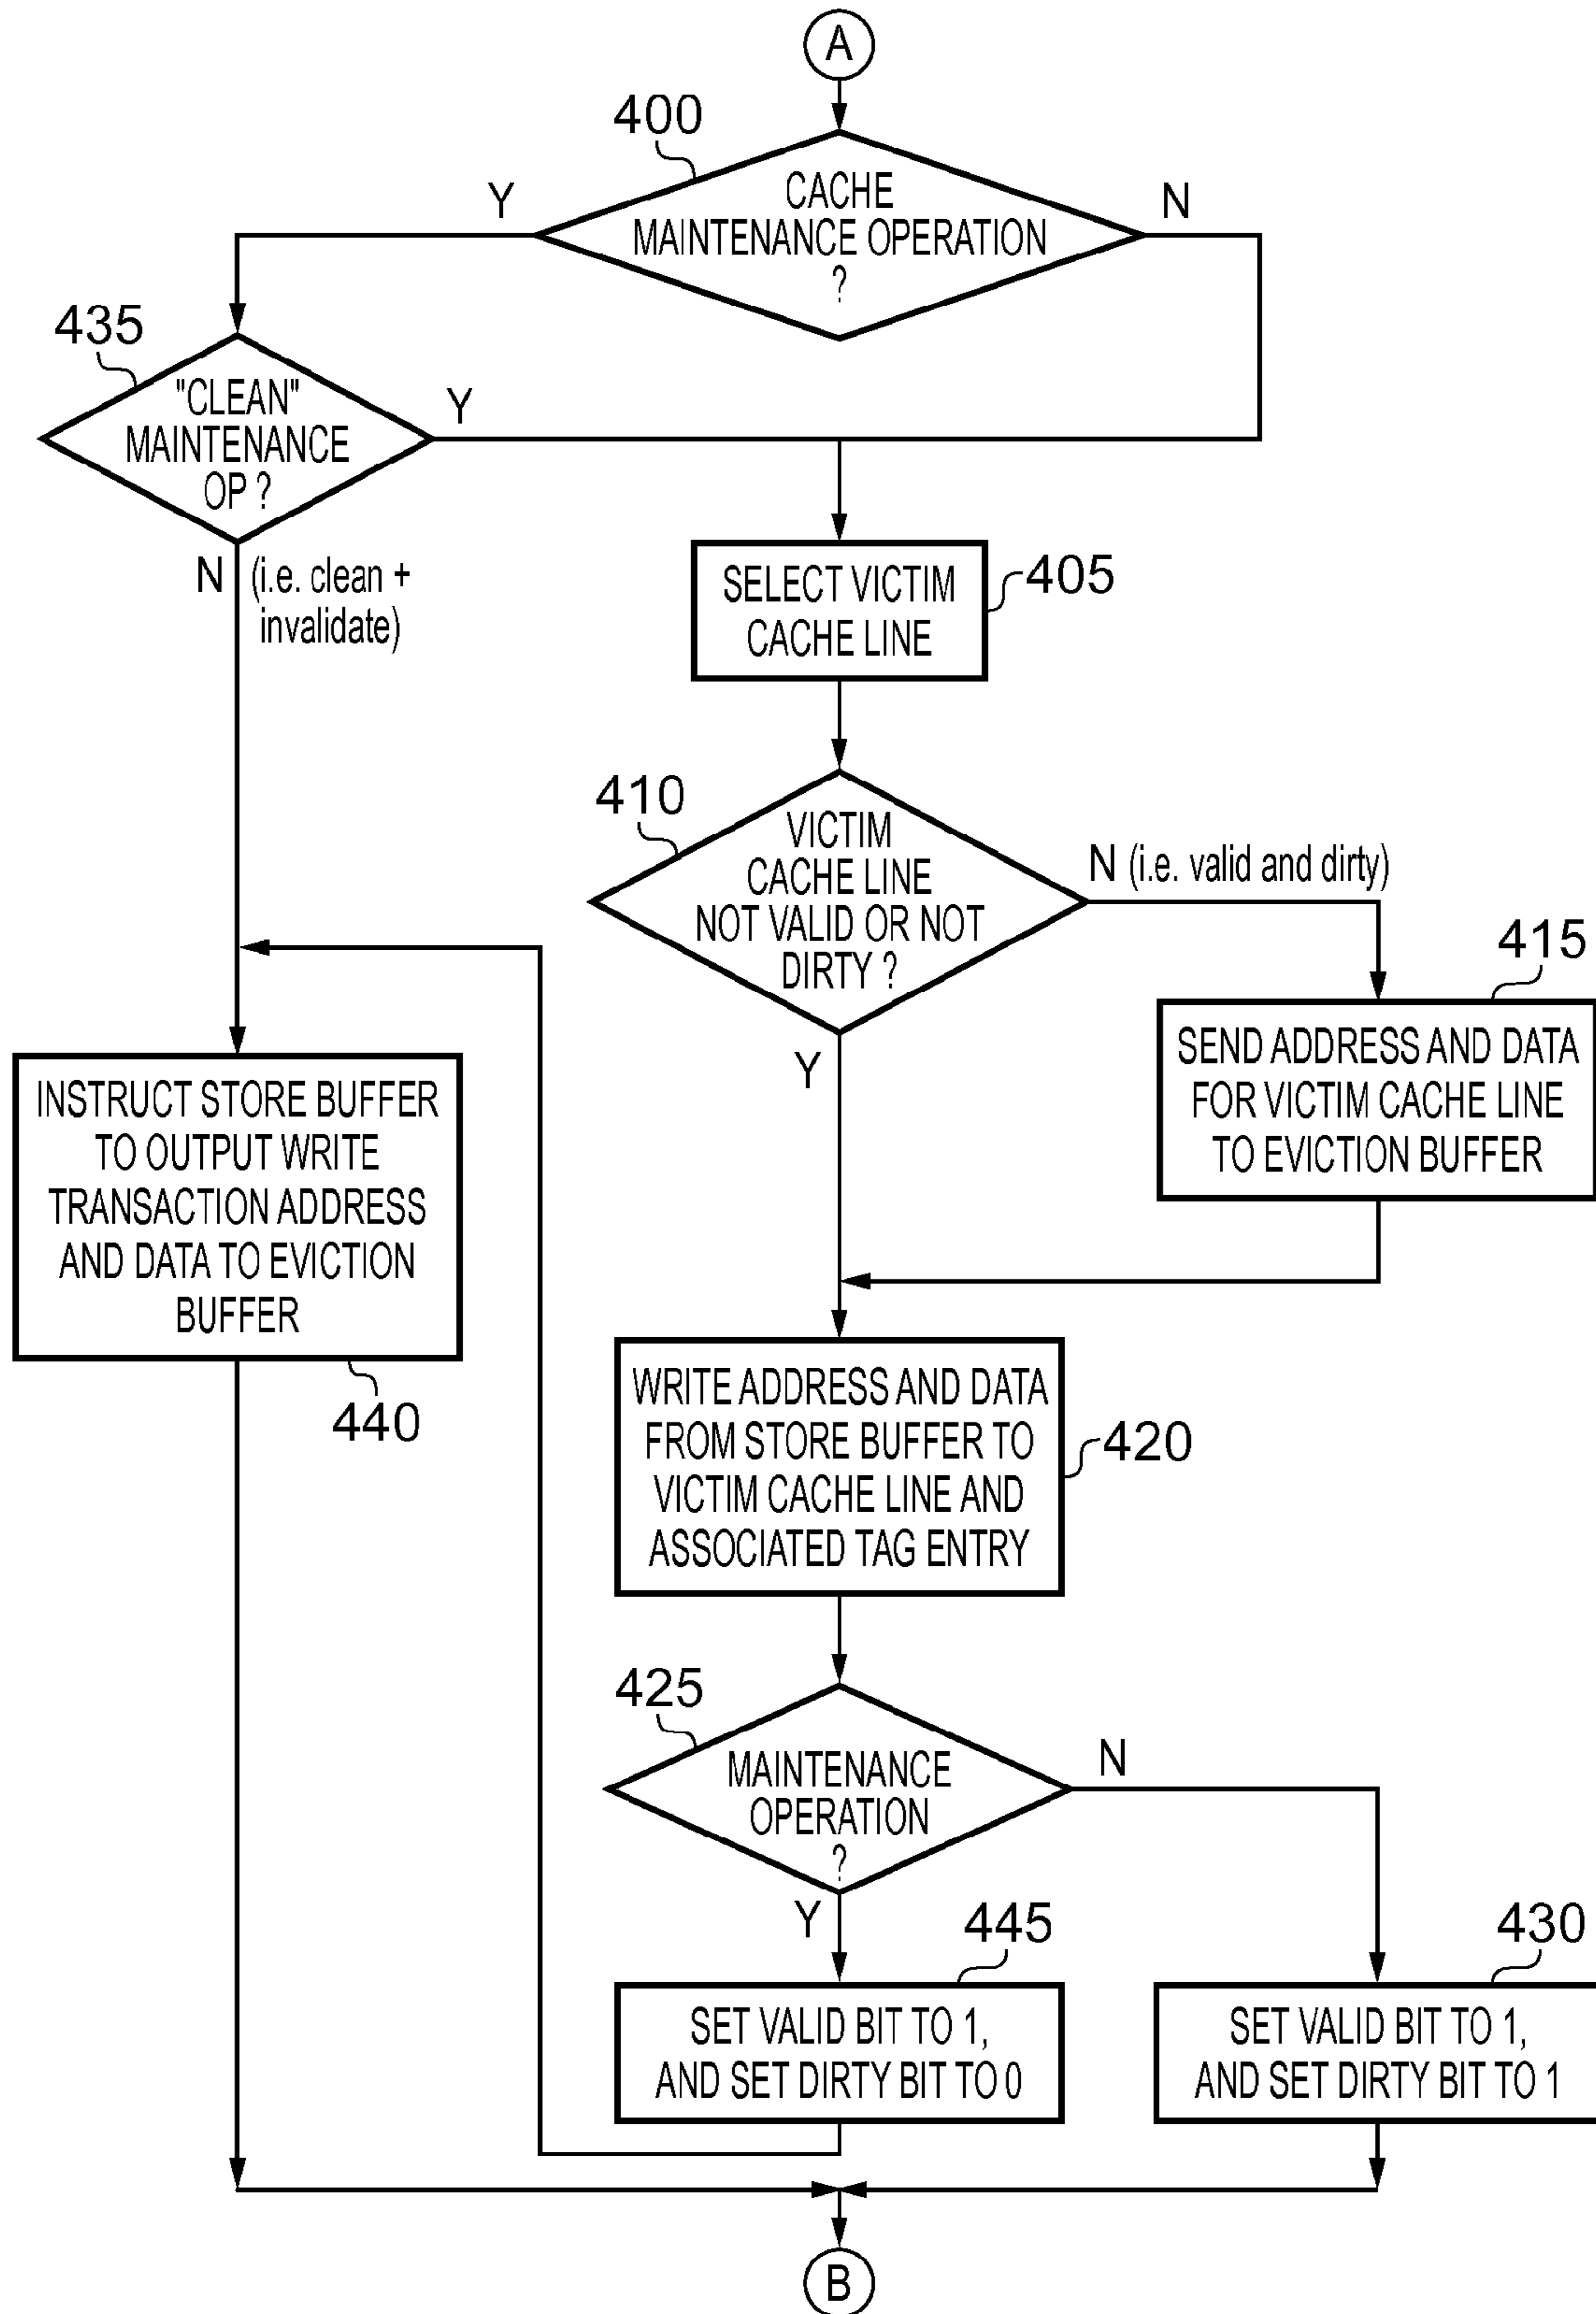 A
400
CACHE
MAINTENANCE OPERATION
?
Y
N
435
"CLEAN"
MAINTENANCE
OP ?
Y
N (i.e. clean +
invalidate)
SELECT VICTIM
CACHE LINE
405
410
VICTIM
CACHE LINE
NOT VALID OR NOT
DIRTY ?
N (i.e. valid and dirty)
Y
415
SEND ADDRESS AND DATA
FOR VICTIM CACHE LINE
TO EVICTION BUFFER
INSTRUCT STORE BUFFER
TO OUTPUT WRITE
TRANSACTION ADDRESS
AND DATA TO EVICTION
BUFFER
440
WRITE ADDRESS AND DATA
FROM STORE BUFFER TO
VICTIM CACHE LINE AND
ASSOCIATED TAG ENTRY
420
425
MAINTENANCE
OPERATION
?
N
Y
445
SET VALID BIT TO 1,
AND SET DIRTY BIT TO 0
430
SET VALID BIT TO 1,
AND SET DIRTY BIT TO 1
B